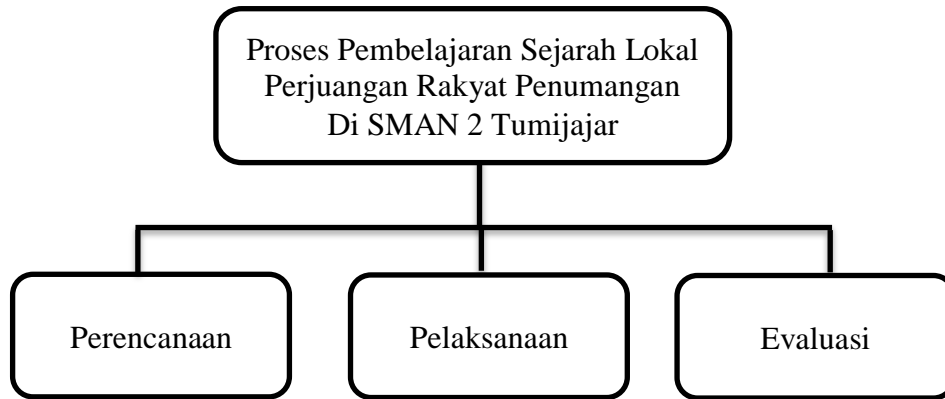 Proses Pembelajaran Sejarah Lokal
Perjuangan Rakyat Penumangan
Di SMAN 2 Tumijajar
Perencanaan
Pelaksanaan
Evaluasi